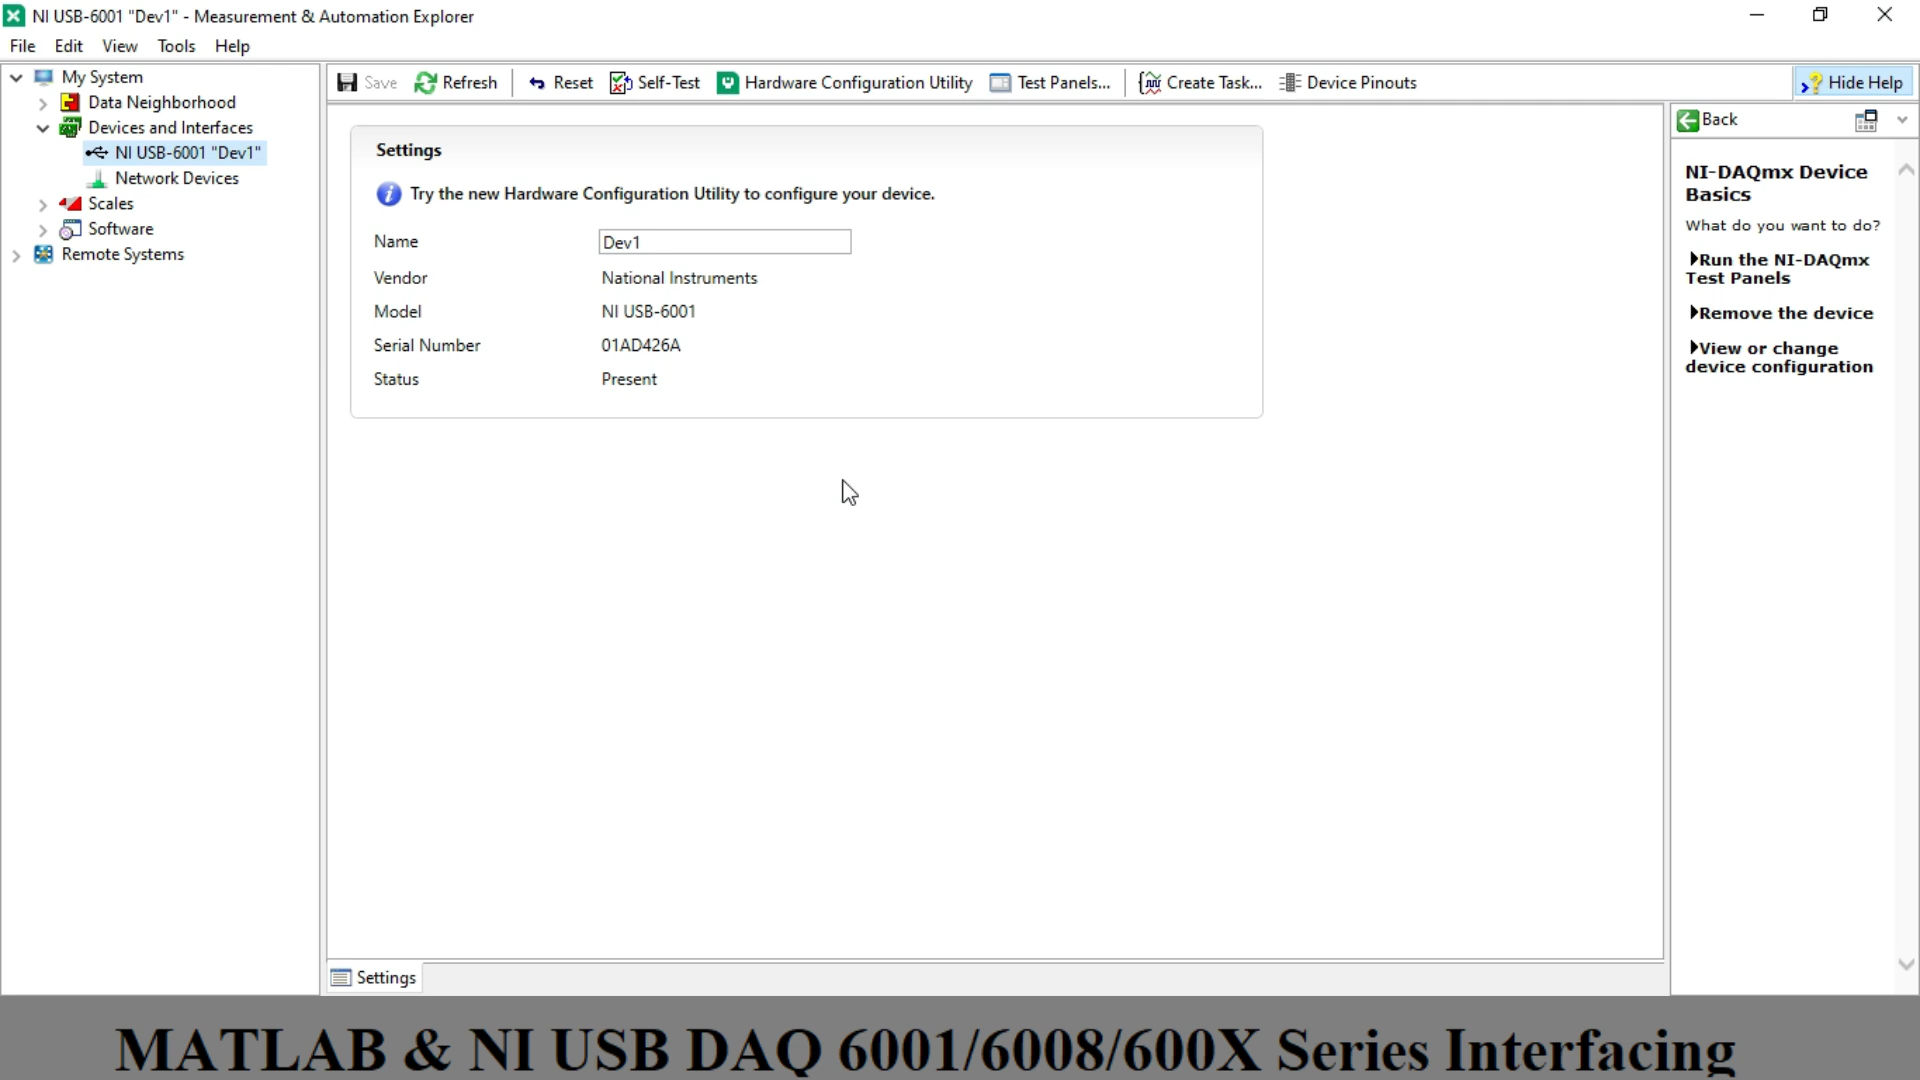 NI USB-6001 "Dev1" - Measurement & Automation Explorer
File Edit View Tools Help
My System
Data Neighborhood
Devices and Interfaces
NI USB-6001 "Dev1"
Network Devices
Scales
Software
Remote Systems
Save Refresh Reset Self-Test Hardware Configuration Utility Test Panels... Create Task... Device Pinouts Hide Help
Settings
Try the new Hardware Configuration Utility to configure your device.
Name Dev1
Vendor National Instruments
Model NI USB-6001
Serial Number 01AD426A
Status Present
Settings
Back
NI-DAQmx Device
Basics
What do you want to do?
Run the NI-DAQmx
Test Panels
Remove the device
View or change
device configuration
MATLAB & NI USB DAQ 6001/6008/600X Series Interfacing